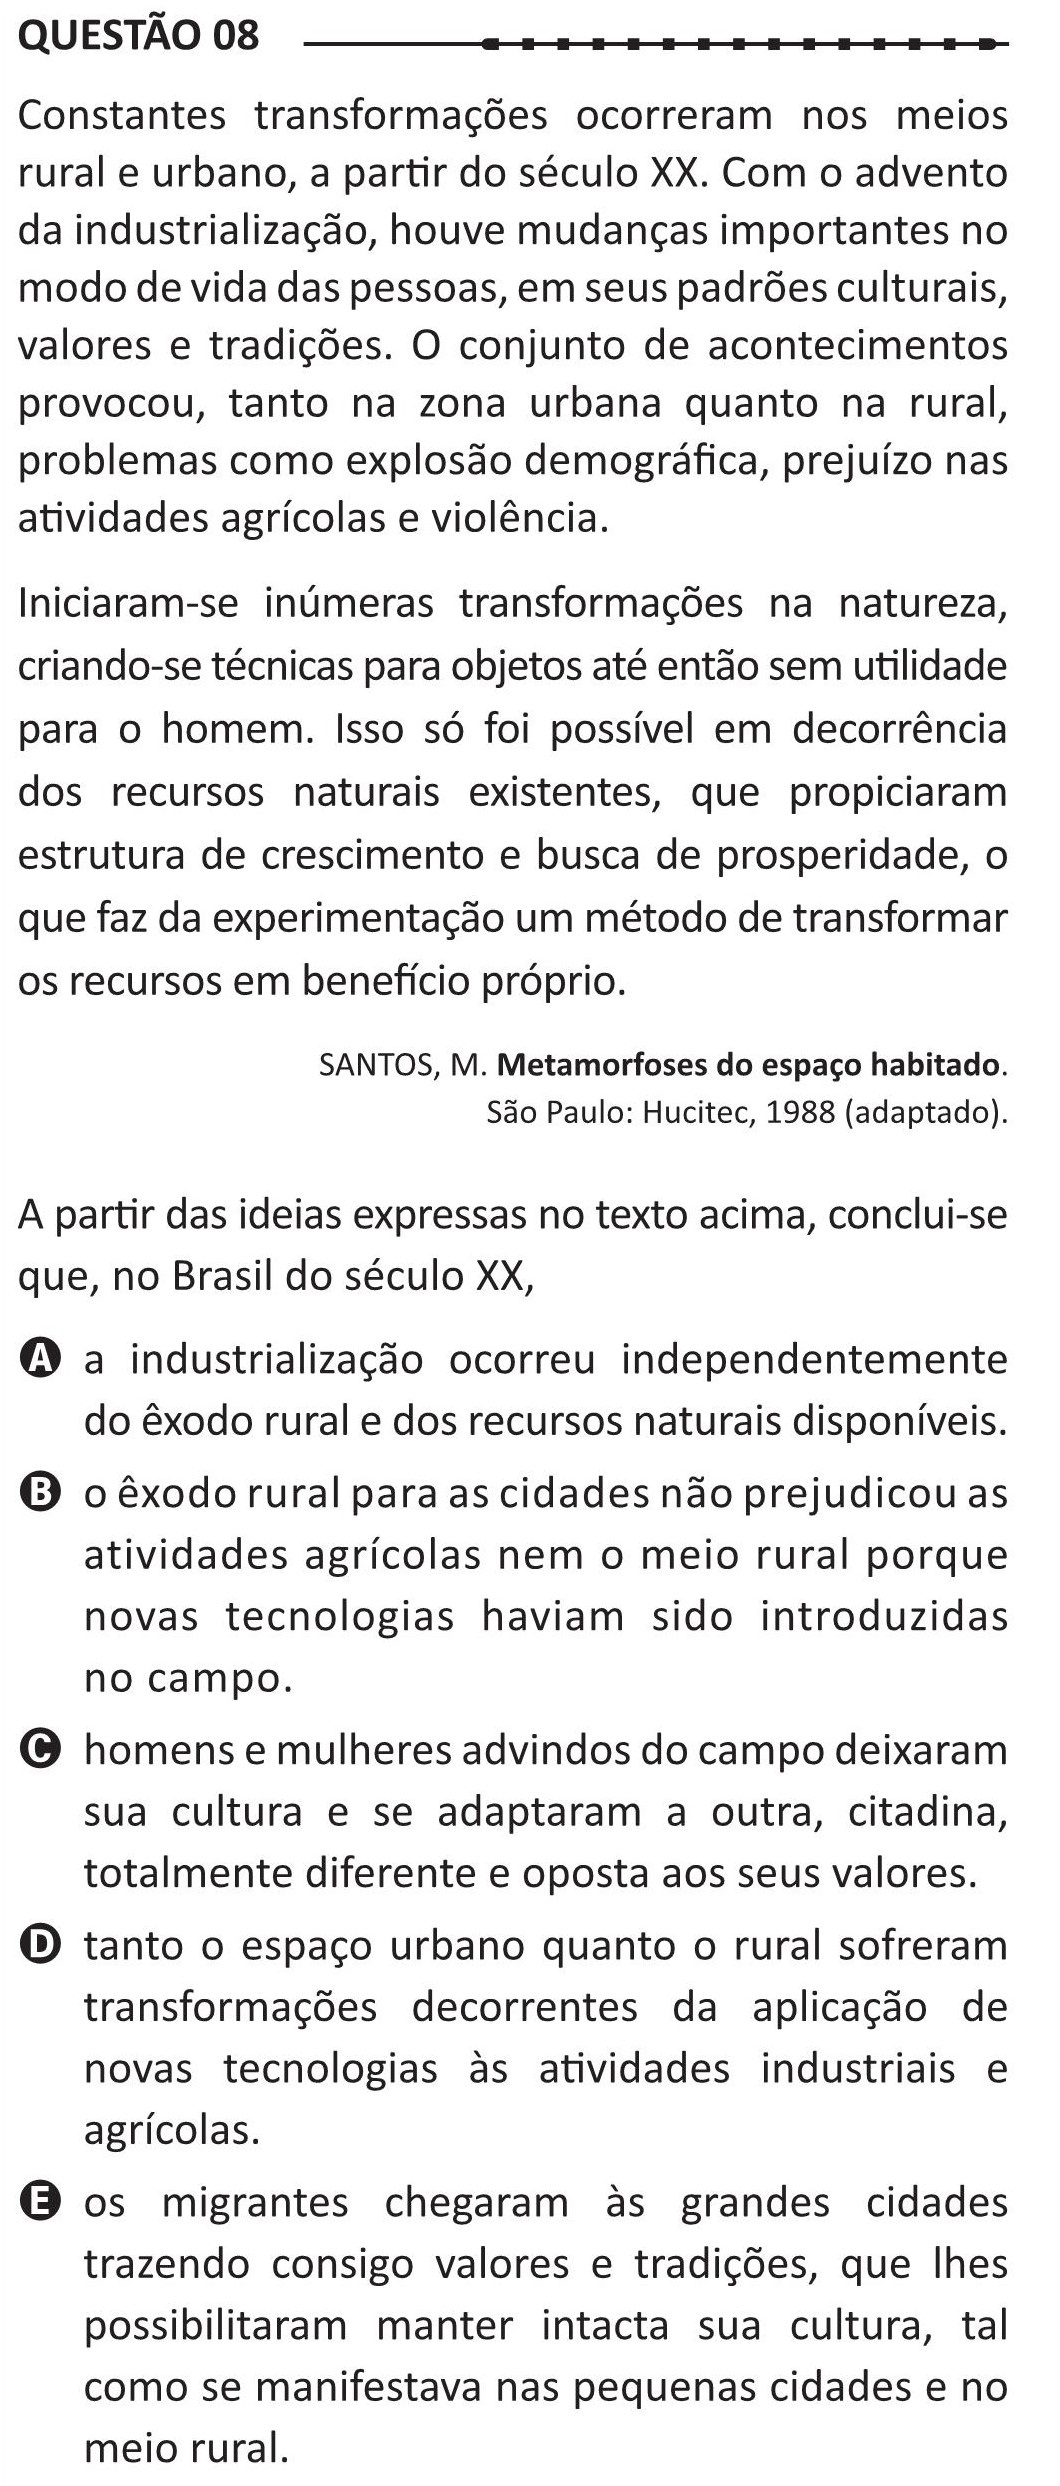 QUESTÃO 08
Constantes transformações ocorreram nos meios
rural e urbano, a partir do século XX. Com o advento
da industrialização, houve mudanças importantes no
modo de vida das pessoas, em seus padrões culturais,
valores e tradições. O conjunto de acontecimentos
provocou, tanto na zona urbana quanto na rural,
problemas como explosão demográfica, prejuízo nas
atividades agrícolas e violência.
Iniciaram-se inúmeras transformações na natureza,
criando-se técnicas para objetos até então sem utilidade
para o homem. Isso só foi possível em decorrência
dos recursos naturais existentes, que propiciaram
estrutura de crescimento e busca de prosperidade, o
que faz da experimentação um método de transformar
os recursos em benefício próprio.
SANTOS, M. Metamorfoses do espaço habitado.
São Paulo: Hucitec, 1988 (adaptado).
A partir das ideias expressas no texto acima, conclui-se
que, no Brasil do século XX,
A a industrialização ocorreu independentemente
do êxodo rural e dos recursos naturais disponíveis.
B o êxodo rural para as cidades não prejudicou as
atividades agrícolas nem o meio rural porque
novas tecnologias haviam sido introduzidas
no campo.
C homens e mulheres advindos do campo deixaram
sua cultura e se adaptaram a outra, citadina,
totalmente diferente e oposta aos seus valores.
D tanto o espaço urbano quanto o rural sofreram
transformações decorrentes da aplicação de
novas tecnologias às atividades industriais e
agrícolas.
E os migrantes chegaram às grandes cidades
trazendo consigo valores e tradições, que lhes
possibilitaram manter intacta sua cultura, tal
como se manifestava nas pequenas cidades e no
meio rural.